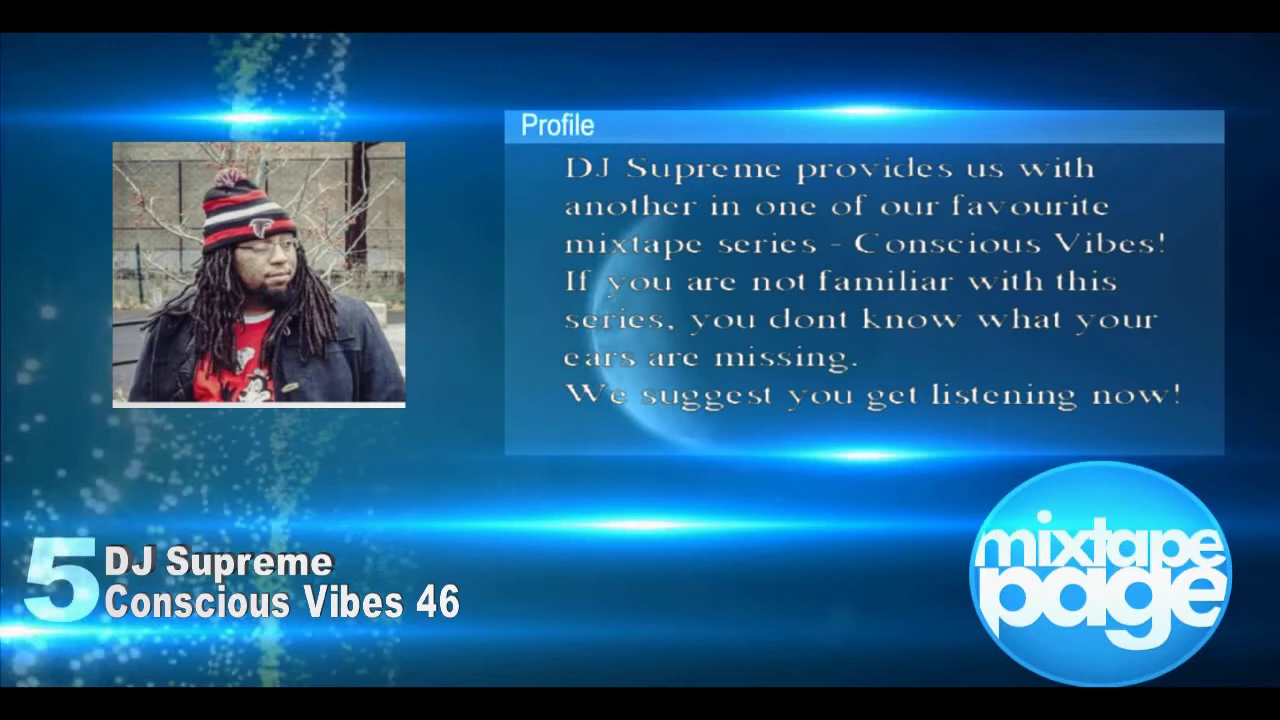 Profile
DJ Supreme provides us with
another in one of our favourite
mixtape series - Conscious Vibes!
If you are not familiar with this
series, you dont know what your
ears are missing.
We suggest you get listening now!
5
DJ Supreme
Conscious Vibes 46
mixtape
page